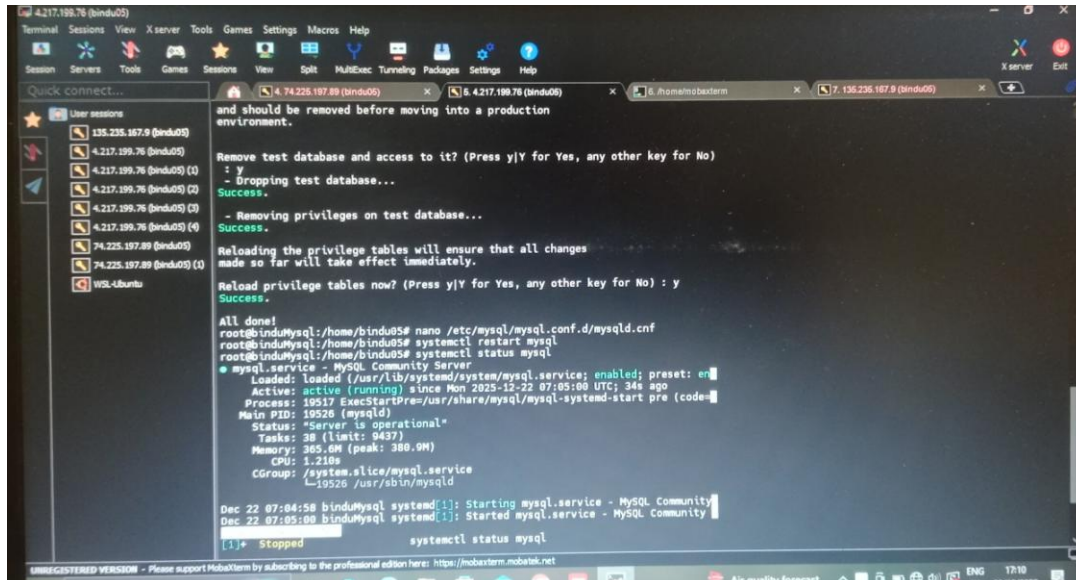 4.217.199.76 (bindu05)
Terminal Sessions View X server Tools Games Settings Macros Help
Session Servers Tools Games Sessions View Split MultiExec Tunneling Packages Settings Help X server Exit
Quick connect...
4. 74.225.197.89 (bindu05)
5. 4.217.199.76 (bindu05)
6. /home/mobaxterm
7. 135.235.167.9 (bindu05)
User sessions
135.235.167.9 (bindu05)
4.217.199.76 (bindu05)
4.217.199.76 (bindu05) (1)
4.217.199.76 (bindu05) (2)
4.217.199.76 (bindu05) (3)
4.217.199.76 (bindu05) (4)
74.225.197.89 (bindu05)
74.225.197.89 (bindu05) (1)
WSL-Ubuntu
and should be removed before moving into a production
environment.
Remove test database and access to it? (Press y|Y for Yes, any other key for No)
: y
- Dropping test database...
Success.
- Removing privileges on test database...
Success.
Reloading the privilege tables will ensure that all changes
made so far will take effect immediately.
Reload privilege tables now? (Press y|Y for Yes, any other key for No) : y
Success.
All done!
root@binduMysql:/home/bindu05# nano /etc/mysql/mysql.conf.d/mysqld.cnf
root@binduMysql:/home/bindu05# systemctl restart mysql
root@binduMysql:/home/bindu05# systemctl status mysql
● mysql.service - MySQL Community Server
Loaded: loaded (/usr/lib/systemd/system/mysql.service; enabled; preset: en
Active: active (running) since Mon 2025-12-22 07:05:00 UTC; 34s ago
Process: 19517 ExecStartPre=/usr/share/mysql/mysql-systemd-start pre (code=
Main PID: 19526 (mysqld)
Status: "Server is operational"
Tasks: 38 (limit: 9437)
Memory: 365.6M (peak: 380.9M)
CPU: 1.210s
CGroup: /system.slice/mysql.service
└─19526 /usr/sbin/mysqld
Dec 22 07:04:58 binduMysql systemd[1]: Starting mysql.service - MySQL Community
Dec 22 07:05:00 binduMysql systemd[1]: Started mysql.service - MySQL Community
[1]+ Stopped systemctl status mysql
UNREGISTERED VERSION - Please support MobaXterm by subscribing to the professional edition here: https://mobaxterm.mobatek.net
Air quality forecast
ENG
17:10